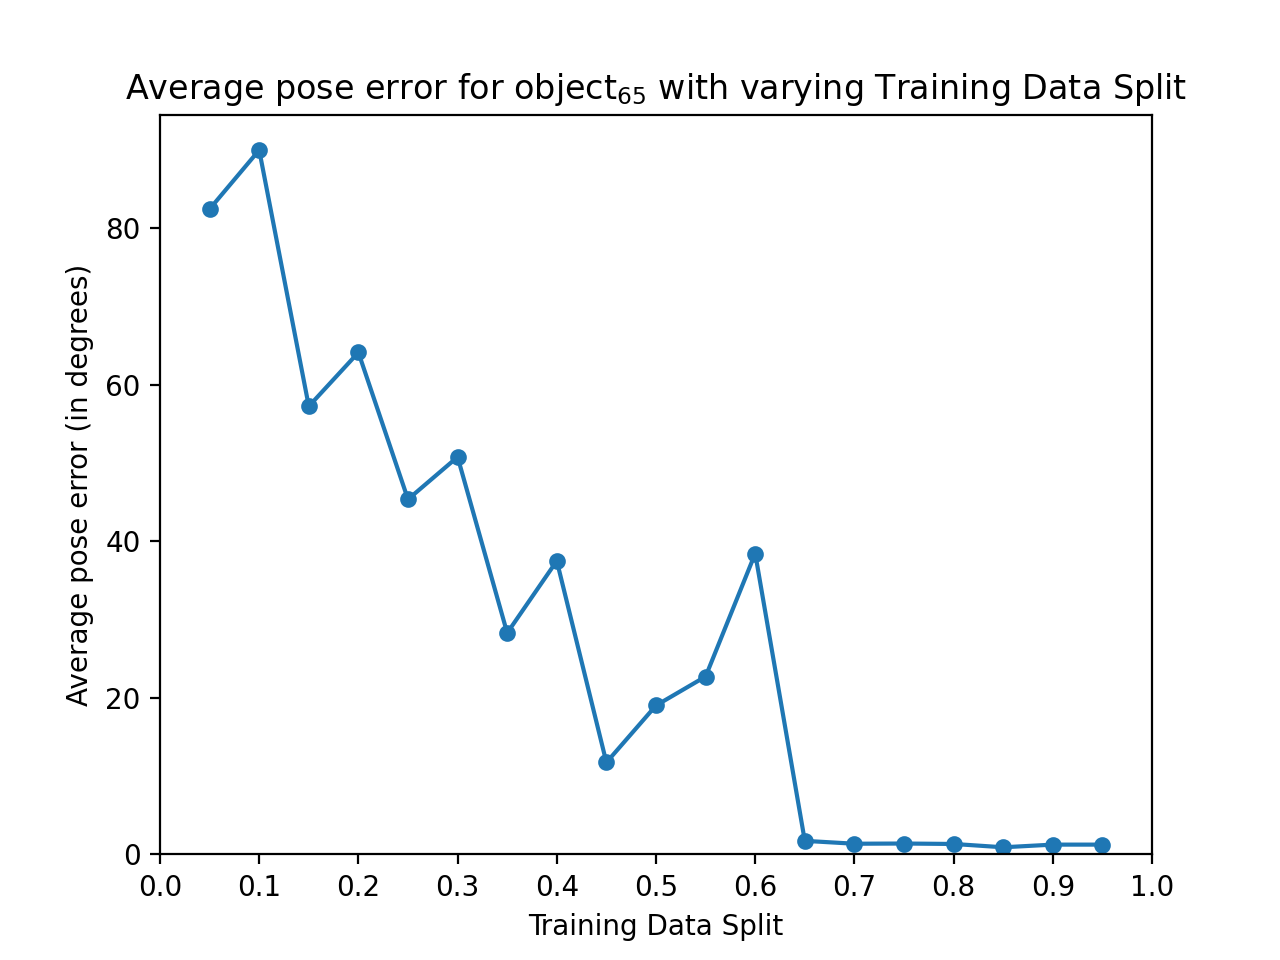 Average pose error for object₆₅ with varying Training Data Split
Average pose error (in degrees)
80
60
40
20
0
0.0 0.1 0.2 0.3 0.4 0.5 0.6 0.7 0.8 0.9 1.0
Training Data Split